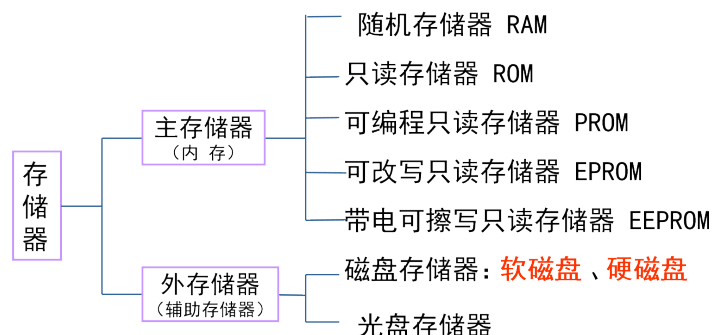 存储器
主存储器
（内 存）
随机存储器 RAM
只读存储器 ROM
可编程只读存储器 PROM
可改写只读存储器 EPROM
带电可擦写只读存储器 EEPROM
外存储器
（辅助存储器）
磁盘存储器：软磁盘、硬磁盘
光盘存储器